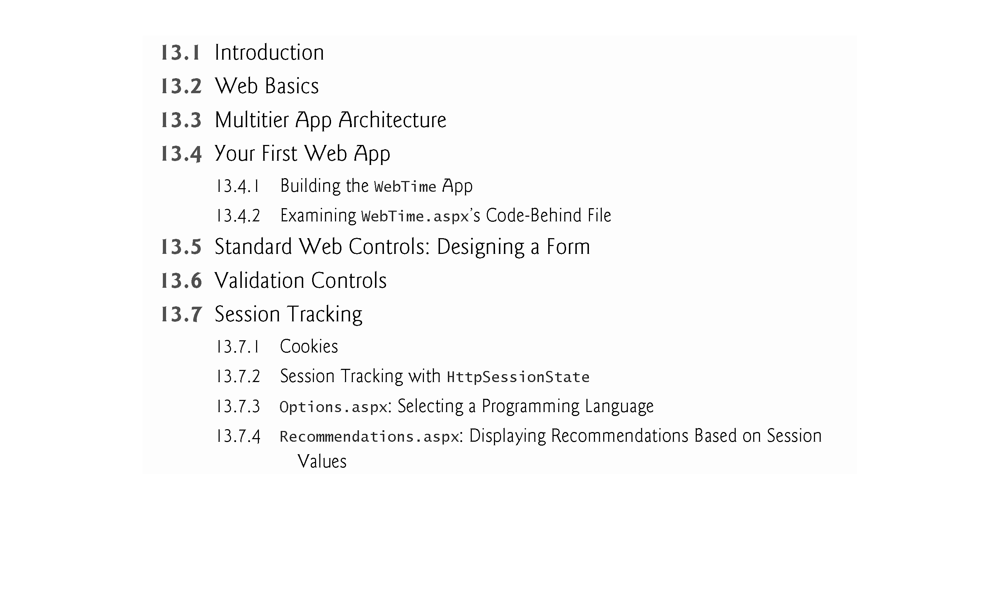 13.1 Introduction
13.2 Web Basics
13.3 Multitier App Architecture
13.4 Your First Web App
13.4.1 Building the WebTime App
13.4.2 Examining WebTime.aspx’s Code-Behind File
13.5 Standard Web Controls: Designing a Form
13.6 Validation Controls
13.7 Session Tracking
13.7.1 Cookies
13.7.2 Session Tracking with HttpSessionState
13.7.3 Options.aspx: Selecting a Programming Language
13.7.4 Recommendations.aspx: Displaying Recommendations Based on Session
Values